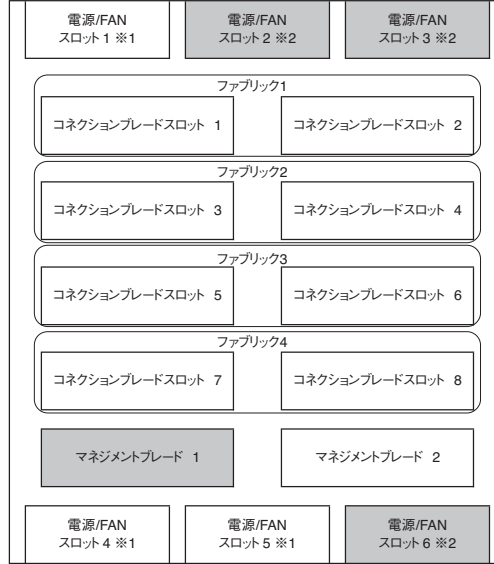 電源/FAN
スロット 1 ※1
電源/FAN
スロット 2 ※2
電源/FAN
スロット 3 ※2
ファブリック1
コネクションブレードスロット 1
コネクションブレードスロット 2
ファブリック2
コネクションブレードスロット 3
コネクションブレードスロット 4
ファブリック3
コネクションブレードスロット 5
コネクションブレードスロット 6
ファブリック4
コネクションブレードスロット 7
コネクションブレードスロット 8
マネジメントブレード 1
マネジメントブレード 2
電源/FAN
スロット 4 ※1
電源/FAN
スロット 5 ※1
電源/FAN
スロット 6 ※2